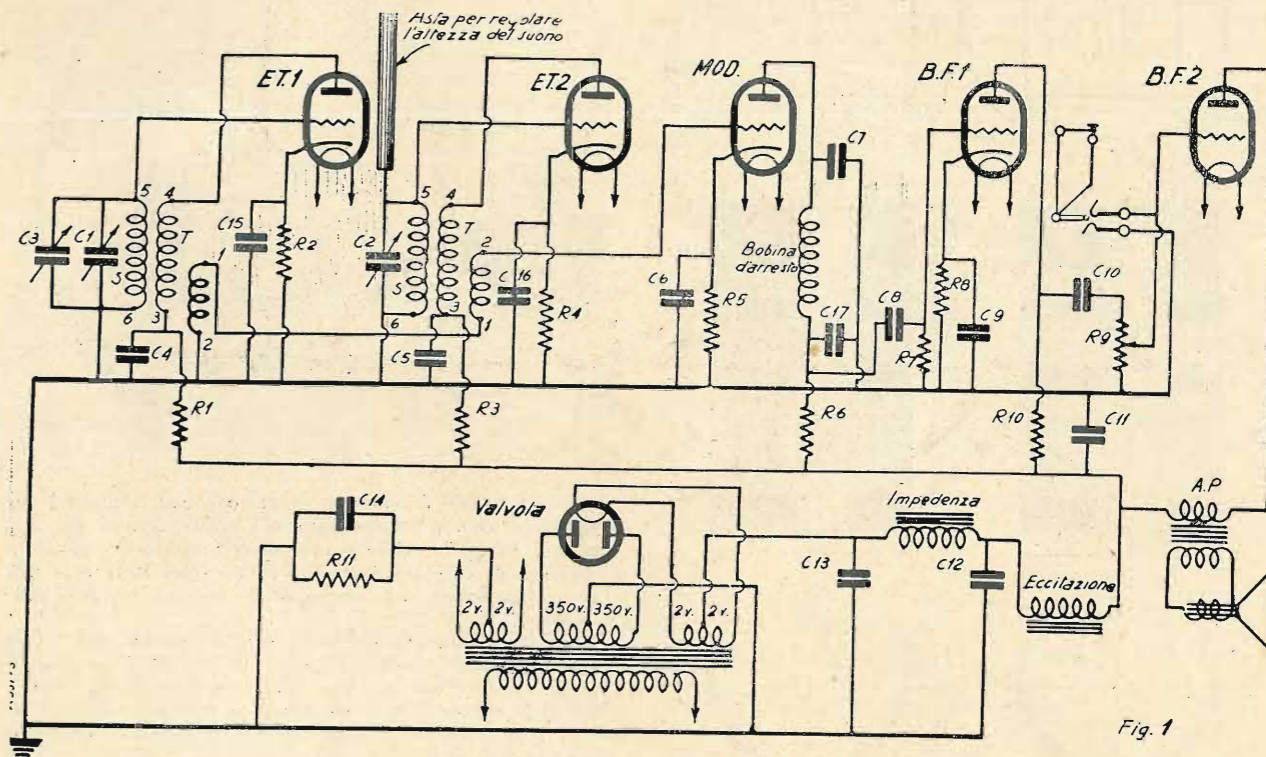 Asta per regolare
l'altezza del suono
ET.1
ET.2
MOD.
B.F.1
B.F.2
C3
C1
5
4
T
S
6
3
1
2
C4
C15
R2
C2
5
4
T
S
6
3
2
1
C5
C16
R4
C6
R5
C7
Bobina
d'arresto
C17
C8
R7
R8
C9
C10
R9
R1
R3
R6
R10
C11
C14
R11
Valvola
2v. 2v.
350v. 350v.
2v. 2v.
C13
Impedenza
C12
Eccitazione
A.P
Fig. 1